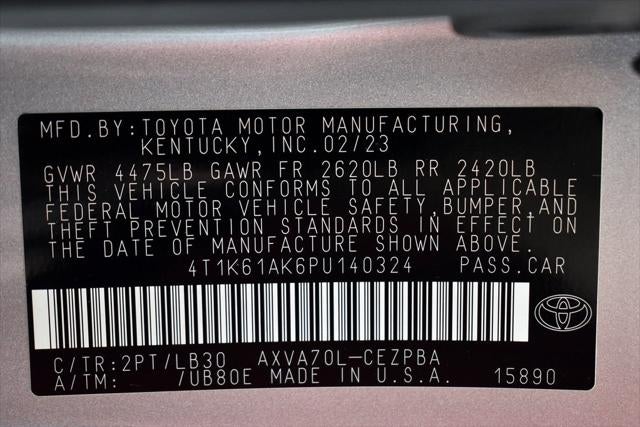 MFD.BY:TOYOTA MOTOR MANUFACTURING,
KENTUCKY,INC.02/23
GVWR 4475LB GAWR FR 2620LB RR 2420LB
THIS VEHICLE CONFORMS TO ALL APPLICABLE
FEDERAL MOTOR VEHICLE SAFETY,BUMPER,AND
THEFT PREVENTION STANDARDS IN EFFECT ON
THE DATE OF MANUFACTURE SHOWN ABOVE.
4T1K61AK6PU140324 PASS.CAR
C/TR:2PT/LB30 AXVA70L-CEZPBA
A/TM: /UB80E MADE IN U.S.A. 15890